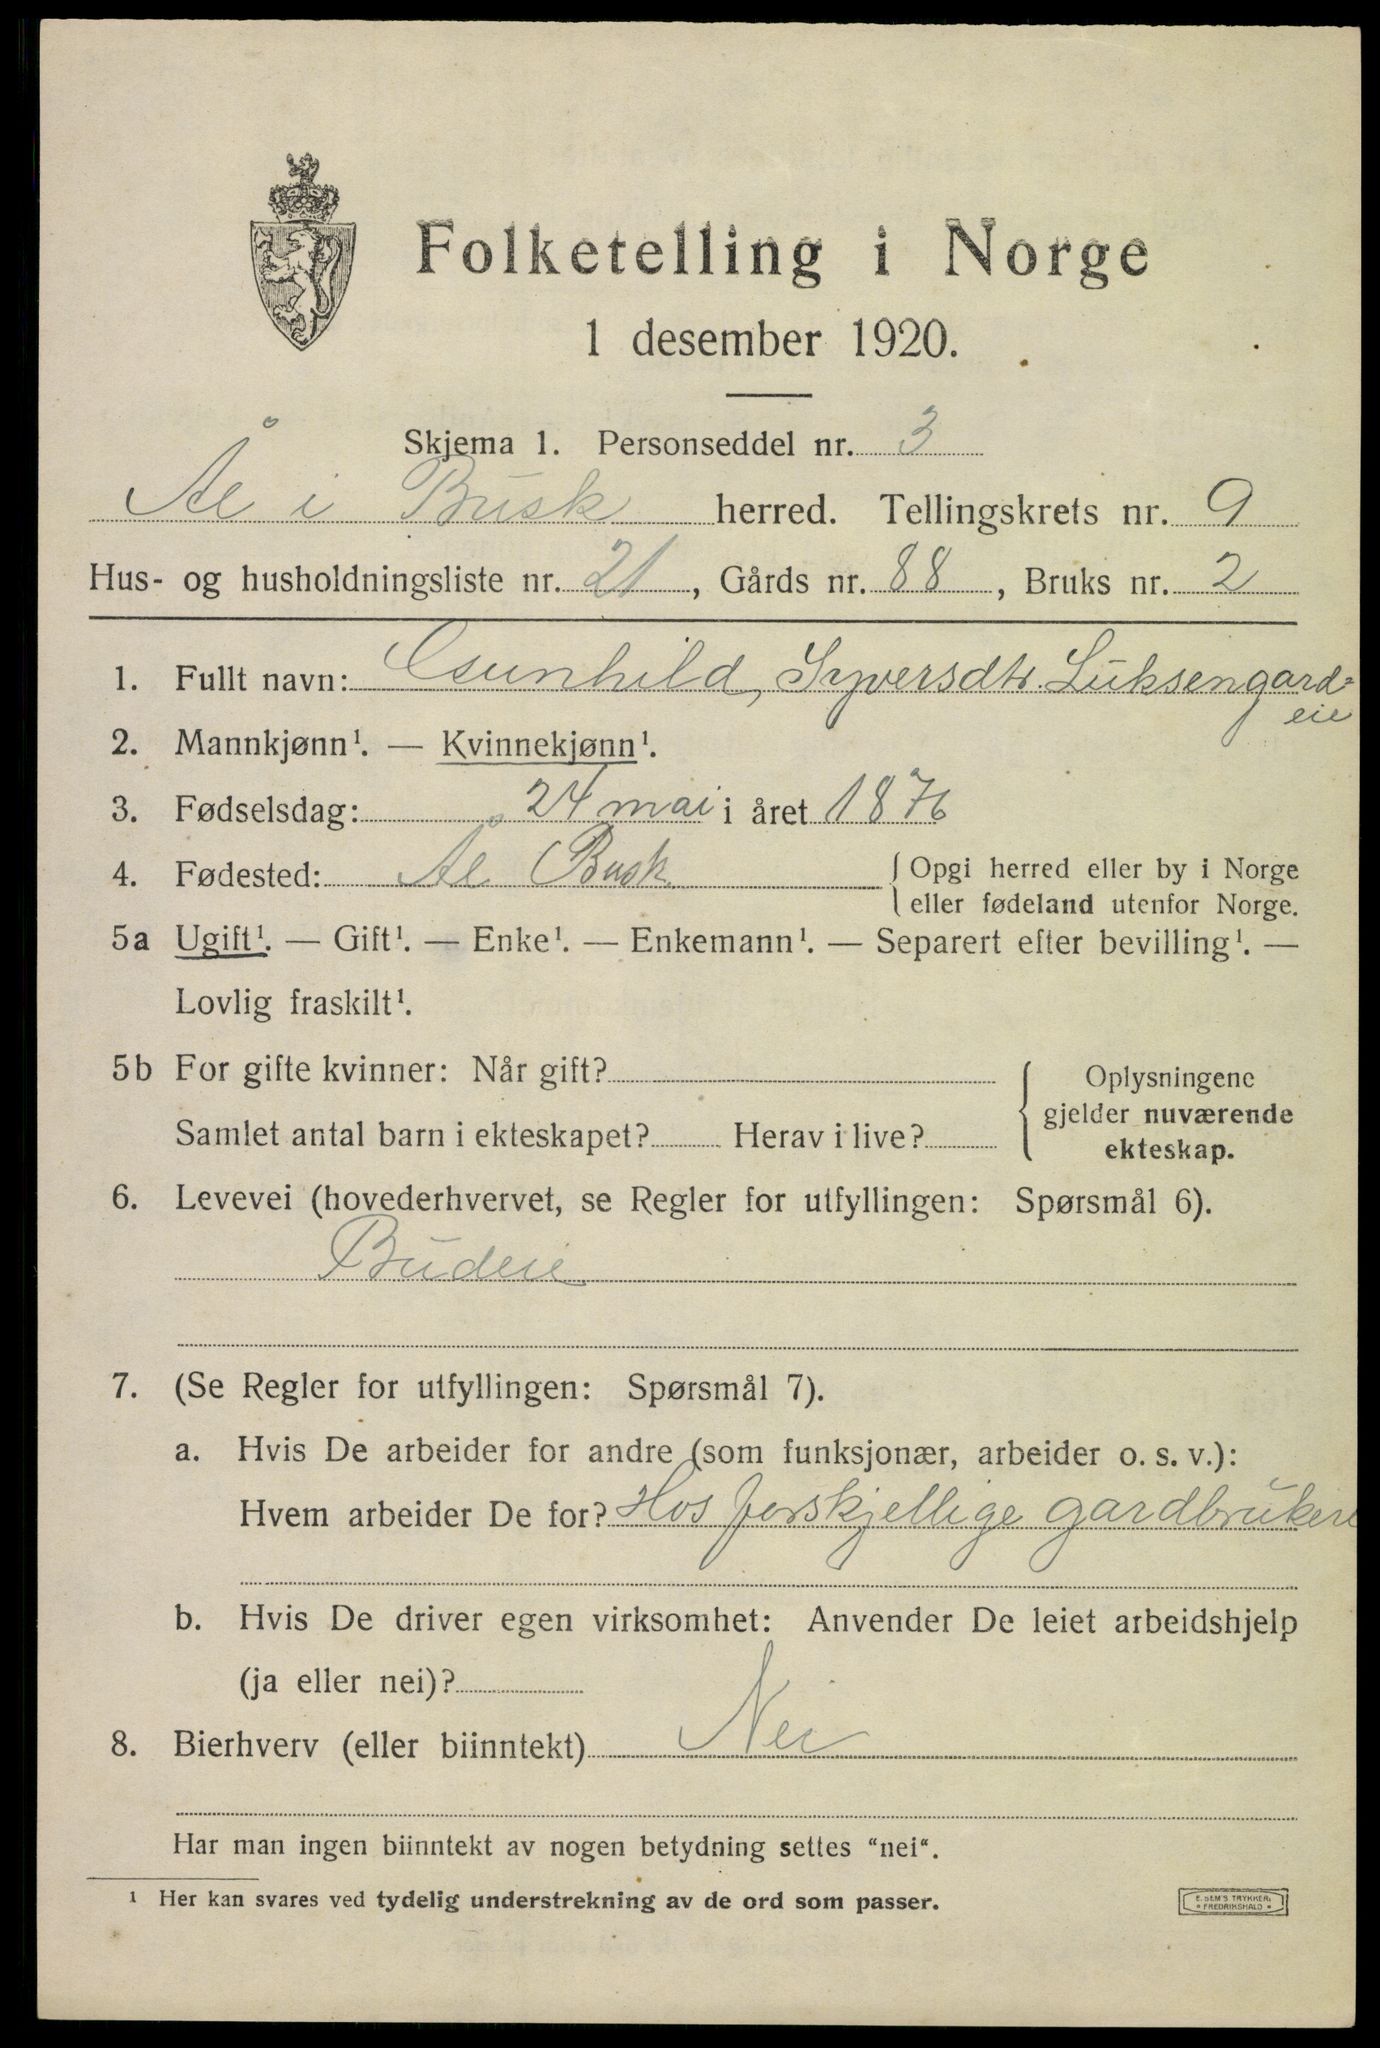 Folketelling i Norge
1 desember 1920.
Skjema 1. Personseddel nr. 3
Ål i Busk herred. Tellingskrets nr. 9
Hus- og husholdningsliste nr. 21, Gårds nr. 88, Bruks nr. 2
1. Fullt navn: Gunhild, Syversdtr. Luksengard=
eie
2. Mannkjønn¹. — Kvinnekjønn¹.
3. Fødselsdag: 24 mai i året 1876
4. Fødested: Ål Busk { Opgi herred eller by i Norge
eller fødeland utenfor Norge.
5a Ugift¹. — Gift¹. — Enke¹. — Enkemann¹. — Separert efter bevilling¹. —
Lovlig fraskilt¹.
5b For gifte kvinner: Når gift? { Oplysningene
gjelder nuværende
Samlet antal barn i ekteskapet? Herav i live? ekteskap.
6. Levevei (hovederhvervet, se Regler for utfyllingen: Spørsmål 6).
Budeie
7. (Se Regler for utfyllingen: Spørsmål 7).
a. Hvis De arbeider for andre (som funksjonær, arbeider o. s. v.):
Hvem arbeider De for? Hos forskjellige gardbrukere
b. Hvis De driver egen virksomhet: Anvender De leiet arbeidshjelp
(ja eller nei)?
8. Bierhverv (eller biinntekt) Nei
Har man ingen biinntekt av nogen betydning settes "nei".
¹ Her kan svares ved tydelig understrekning av de ord som passer.
E. SEM'S TRYKKERI
* FREDRIKSHALD *